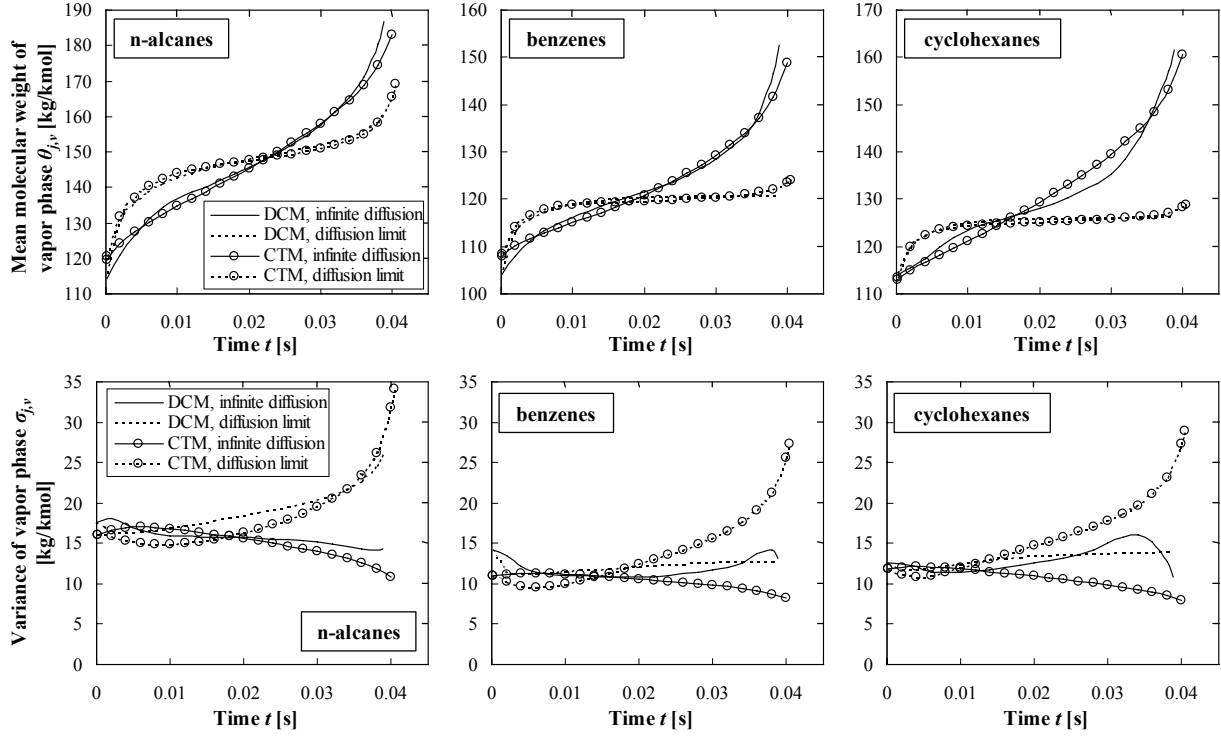 Mean molecular weight of
vapor phase θj,v [kg/kmol]
190
180
170
160
150
140
130
120
110
n-alcanes
DCM, infinite diffusion
DCM, diffusion limit
CTM, infinite diffusion
CTM, diffusion limit
0 0.01 0.02 0.03 0.04
Time t [s]
160
150
140
130
120
110
100
benzenes
0 0.01 0.02 0.03 0.04
Time t [s]
170
160
150
140
130
120
110
cyclohexanes
0 0.01 0.02 0.03 0.04
Time t [s]
Variance of vapor phase σj,v
[kg/kmol]
35
30
25
20
15
10
5
0
DCM, infinite diffusion
DCM, diffusion limit
CTM, infinite diffusion
CTM, diffusion limit
n-alcanes
0 0.01 0.02 0.03 0.04
Time t [s]
35
30
25
20
15
10
5
0
benzenes
0 0.01 0.02 0.03 0.04
Time t [s]
35
30
25
20
15
10
5
0
cyclohexanes
0 0.01 0.02 0.03 0.04
Time t [s]